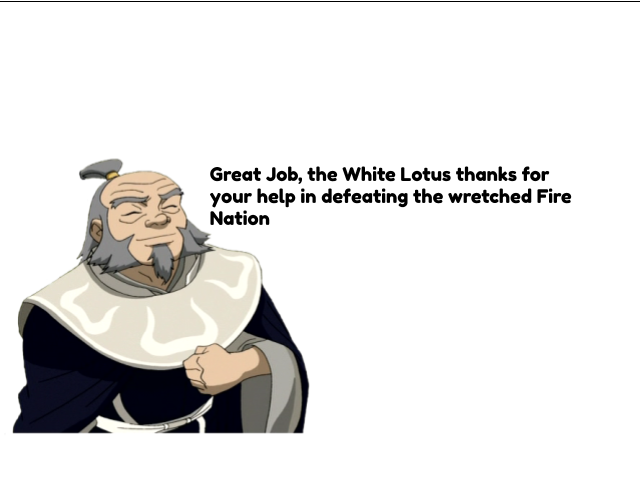 Great Job, the White Lotus thanks for
your help in defeating the wretched Fire
Nation